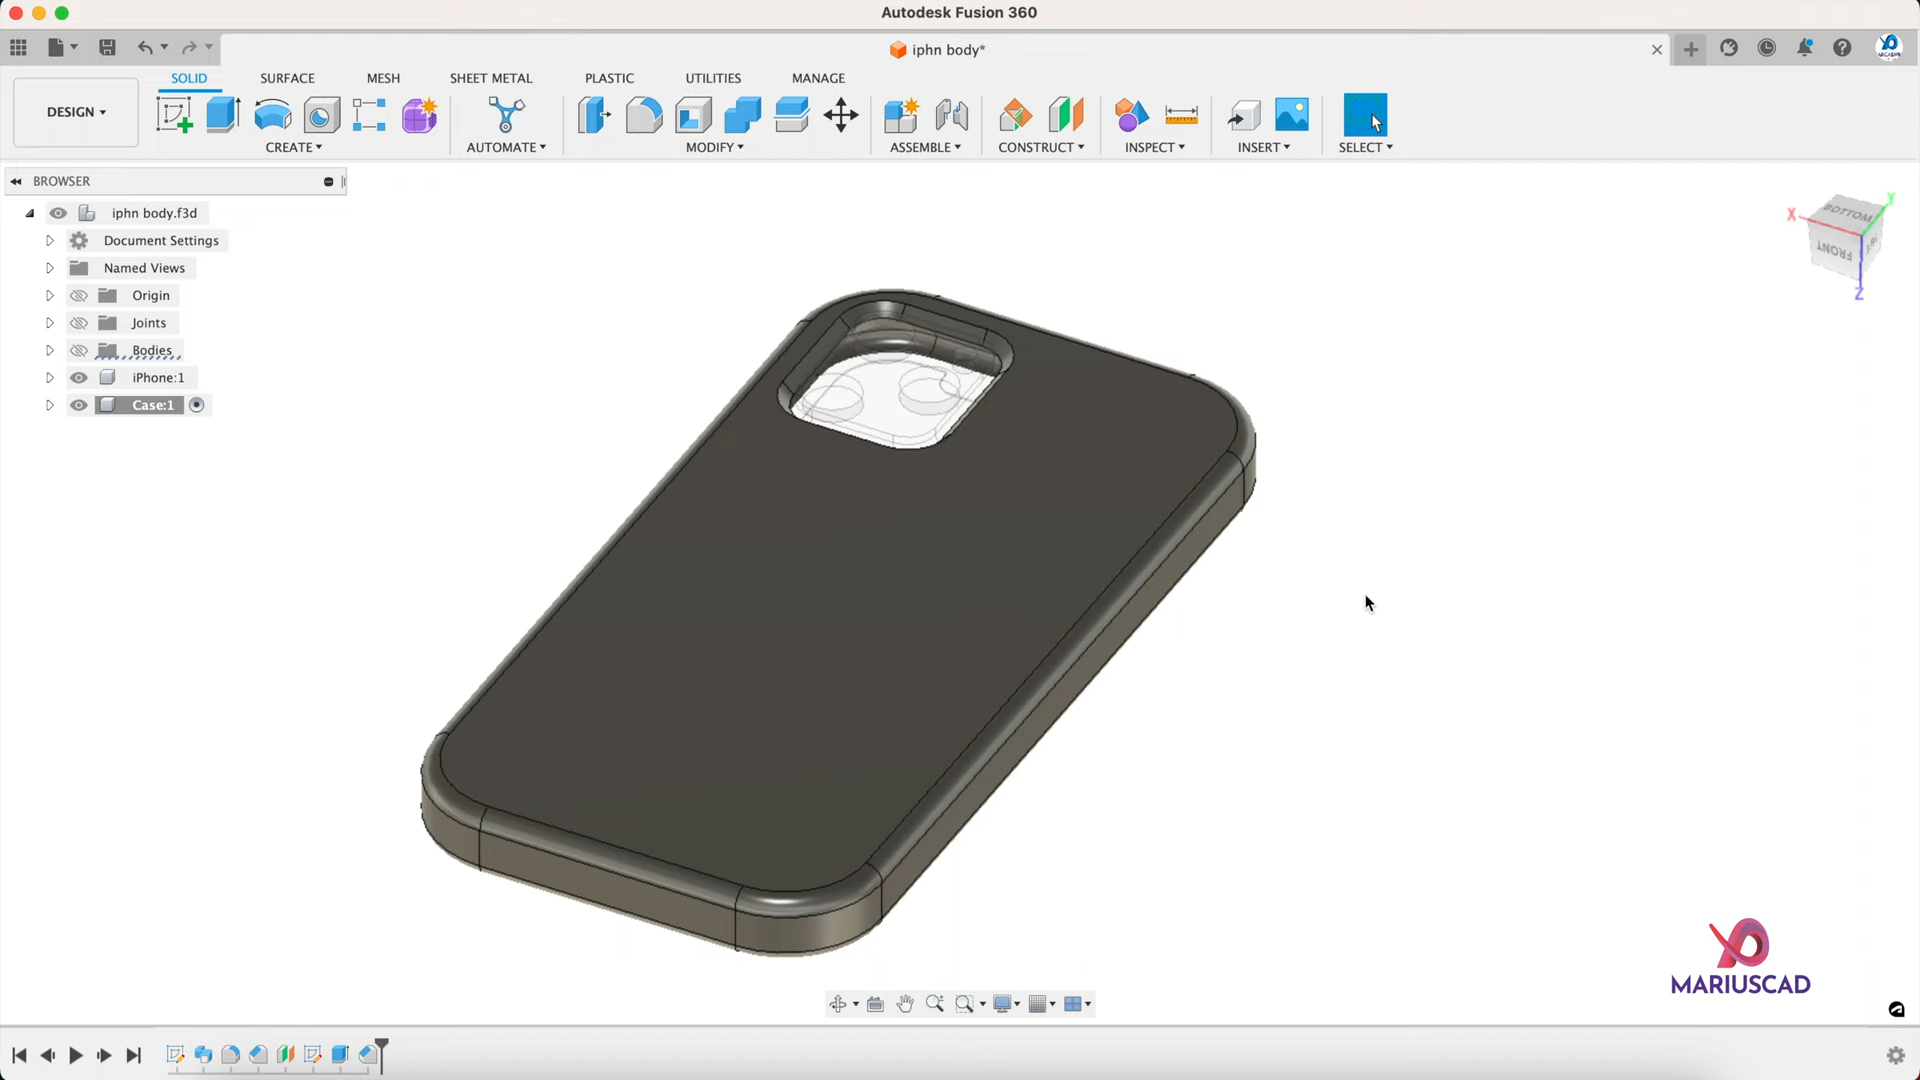 Autodesk Fusion 360
iphn body*
SOLID SURFACE MESH SHEET METAL PLASTIC UTILITIES MANAGE
DESIGN
CREATE AUTOMATE MODIFY ASSEMBLE CONSTRUCT INSPECT INSERT SELECT
BROWSER
iphn body.f3d
Document Settings
Named Views
Origin
Joints
Bodies
iPhone:1
Case:1
X Y
BOTTOM
FRONT
Z
MARIUSCAD